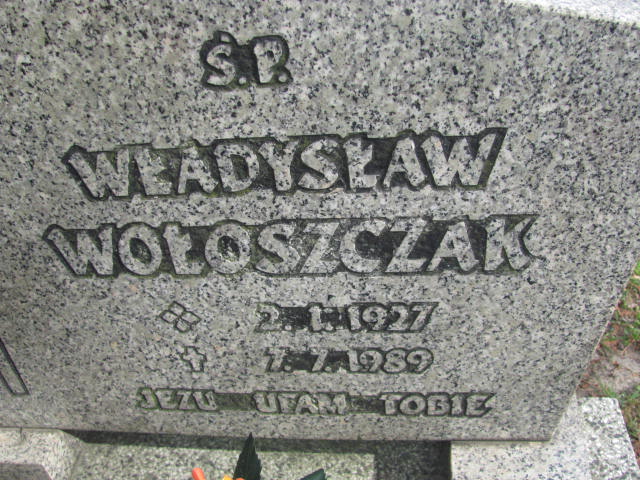 Ś.P.
WŁADYSŁAW
WOŁOSZCZAK
2.1.1927
✝ 7.7.1989
JEZU UFAM TOBIE